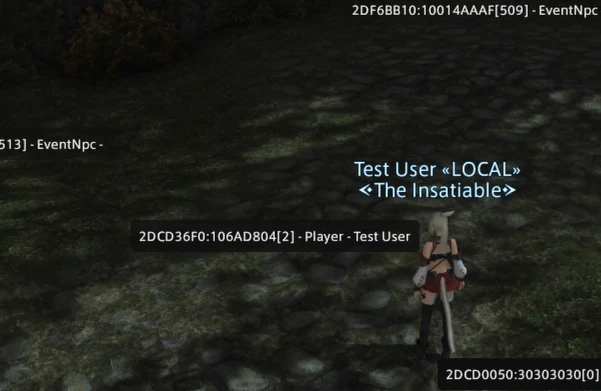 2DF6BB10:10014AAAF[509] - EventNpc
513] - EventNpc -
Test User «LOCAL»
<The Insatiable>
2DCD36F0:106AD804[2] - Player - Test User
2DCD0050:30303030[0]